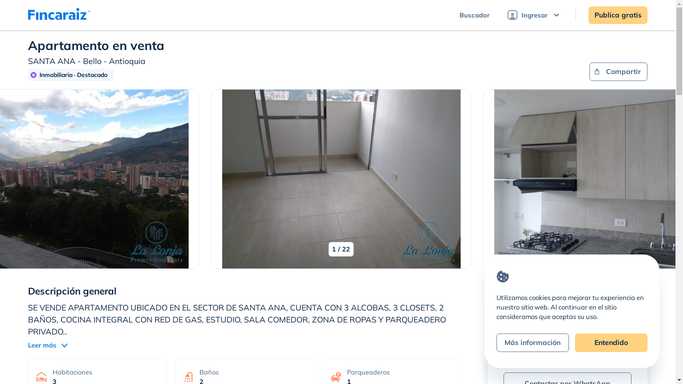 Fincaraiz
Buscador
Ingresar
Publica gratis
Apartamento en venta
SANTA ANA - Bello - Antioquia
Inmobiliaria · Destacado
Compartir
La Lonja
1 / 22
La Lonja
Descripción general
SE VENDE APARTAMENTO UBICADO EN EL SECTOR DE SANTA ANA, CUENTA CON 3 ALCOBAS, 3 CLOSETS, 2
BAÑOS, COCINA INTEGRAL CON RED DE GAS, ESTUDIO, SALA COMEDOR, ZONA DE ROPAS Y PARQUEADERO
PRIVADO...
Leer más
Habitaciones
3
Baños
2
Parqueaderos
1
Utilizamos cookies para mejorar tu experiencia en
nuestro sitio web. Al continuar en el sitio
consideramos que aceptas su uso.
Más información
Entendido
Contactar por WhatsApp